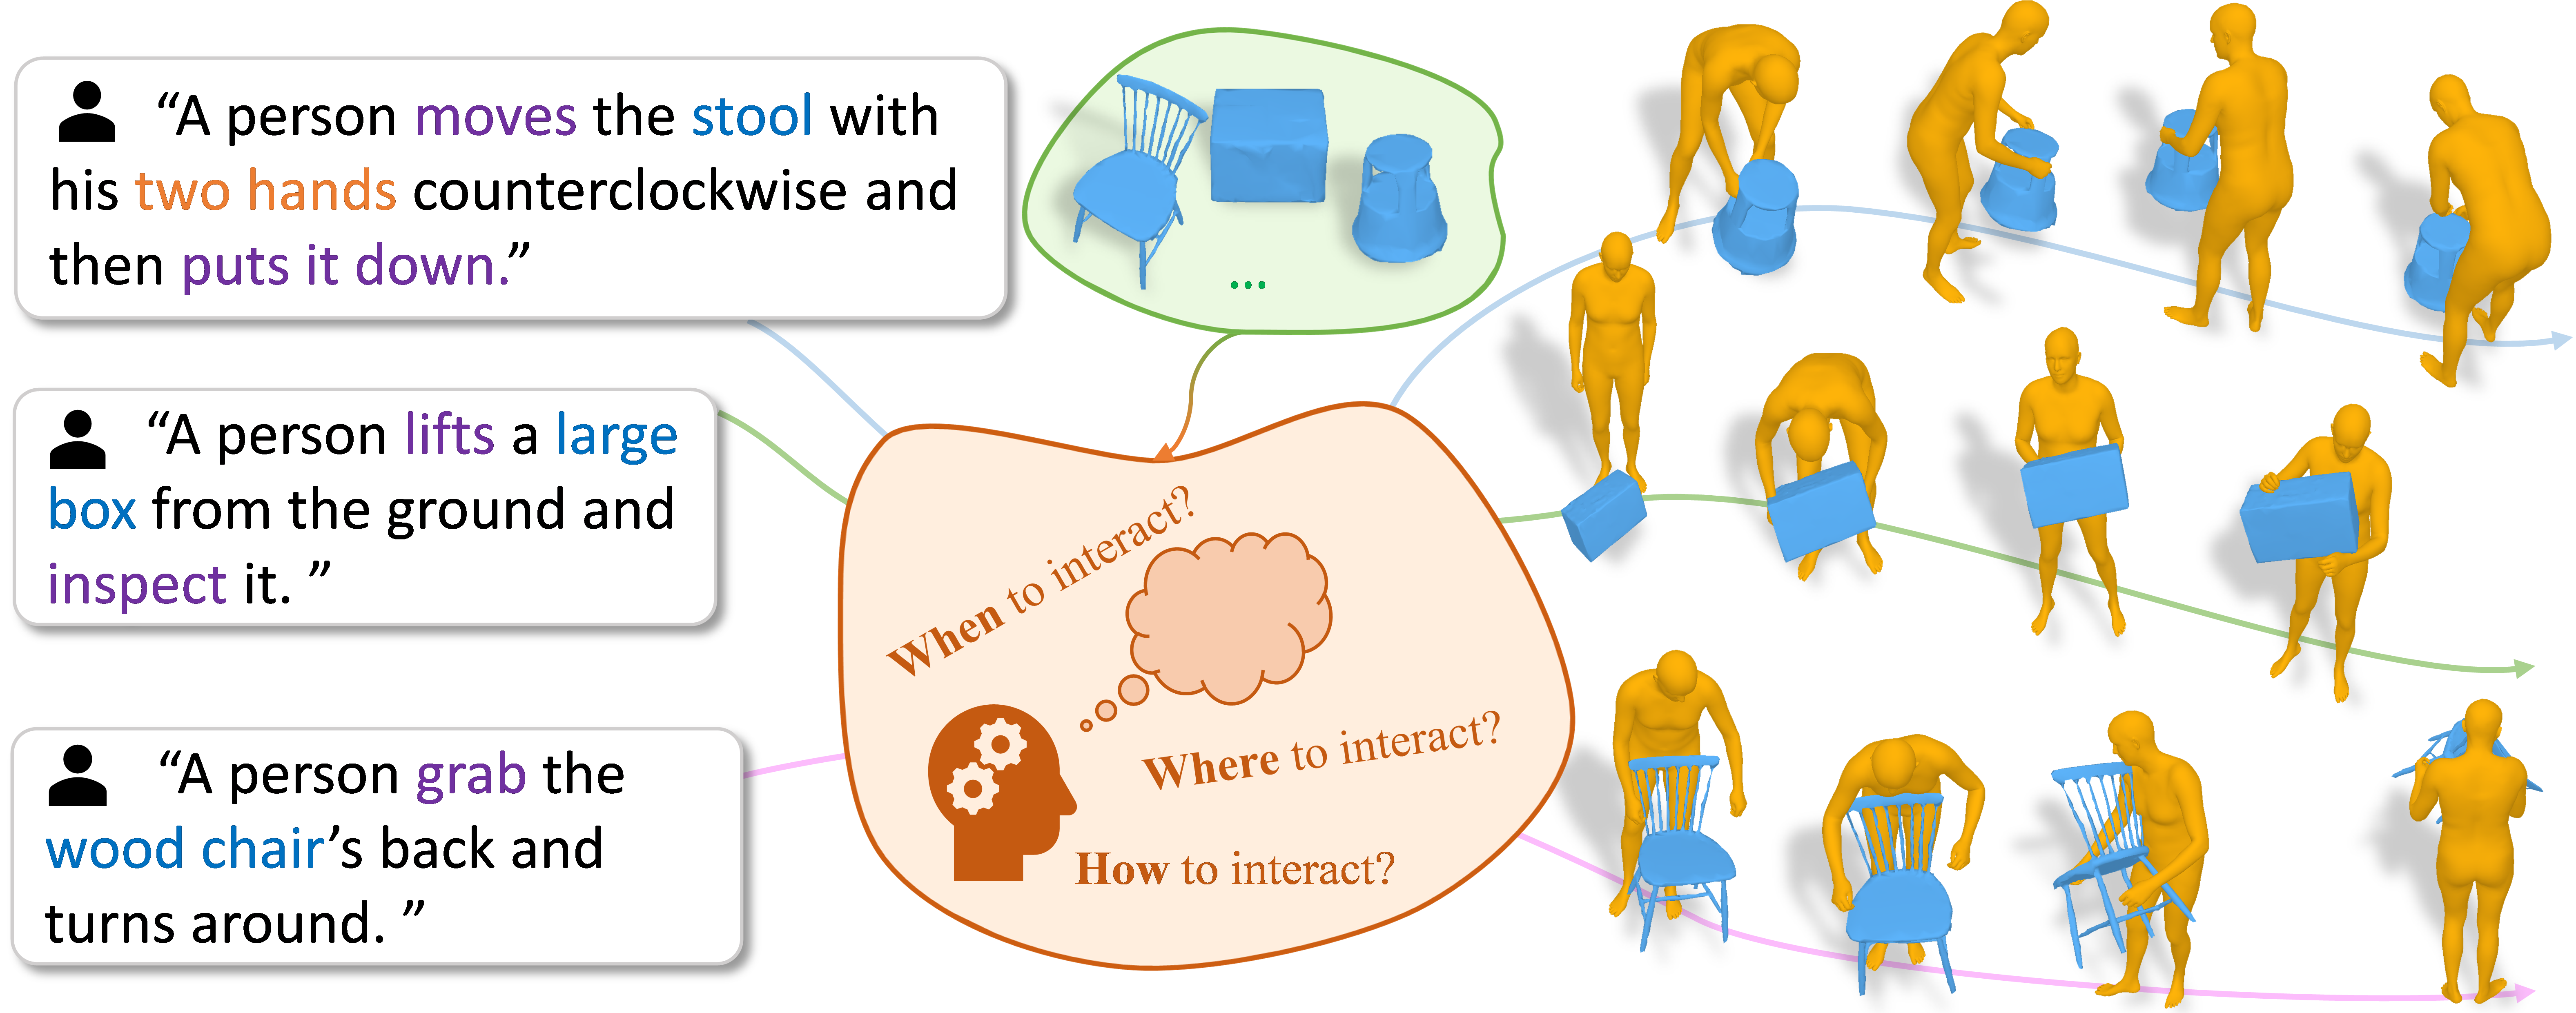 “A person moves the stool with
his two hands counterclockwise and
then puts it down.”
...
“A person lifts a large
box from the ground and
inspect it. ”
When to interact?
Where to interact?
How to interact?
“A person grab the
wood chair’s back and
turns around. ”